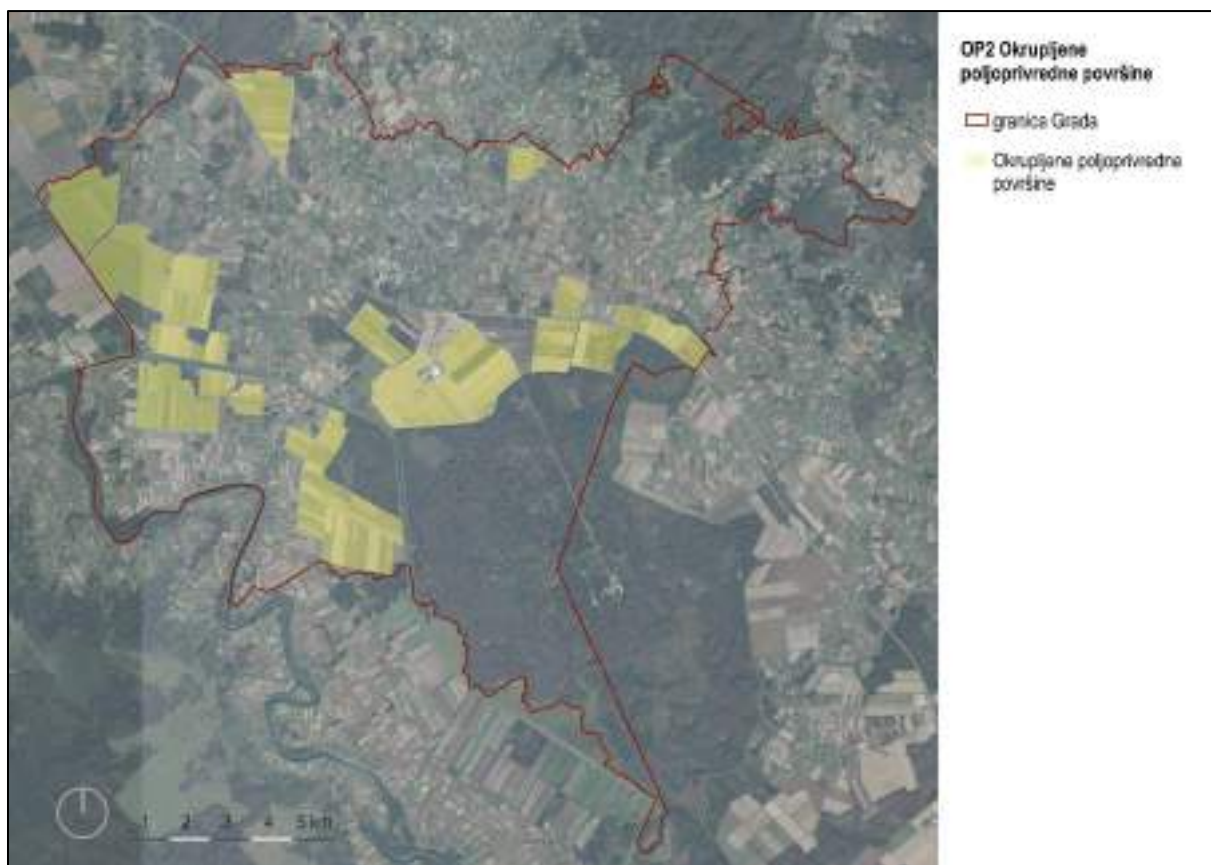 OP2 Okrupljene
poljoprivredne površine
granica Grada
Okrupljene poljoprivredne
površine
1 2 3 4 5 km